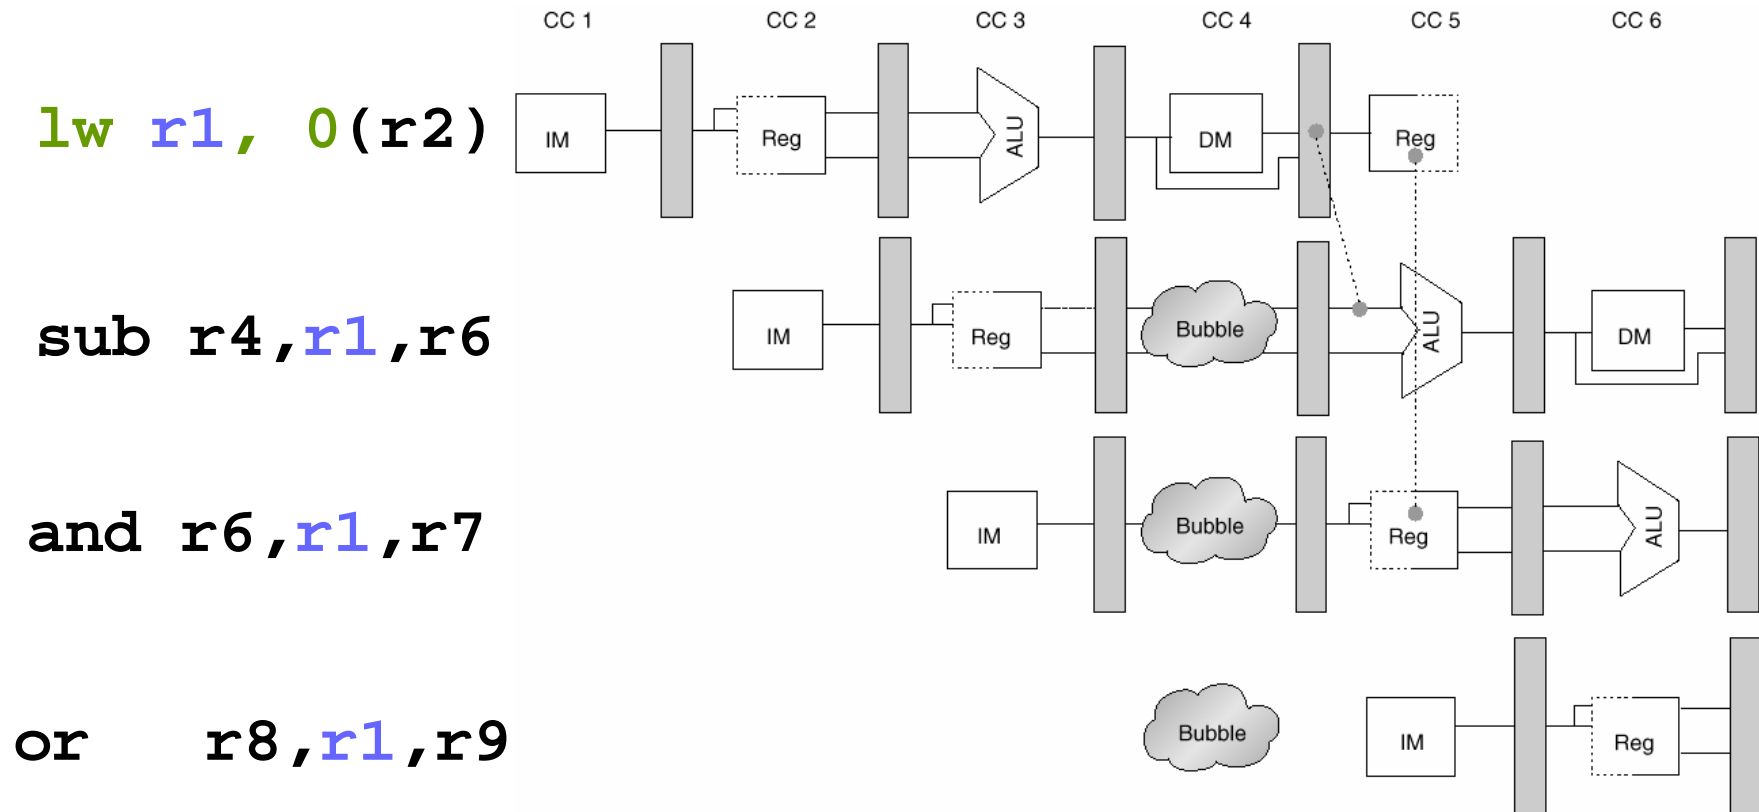 CC 1 CC 2 CC 3 CC 4 CC 5 CC 6
lw r1, 0(r2) IM Reg ALU DM Reg
sub r4,r1,r6 IM Reg Bubble ALU DM
and r6,r1,r7 IM Bubble Reg ALU
or r8,r1,r9 Bubble IM Reg